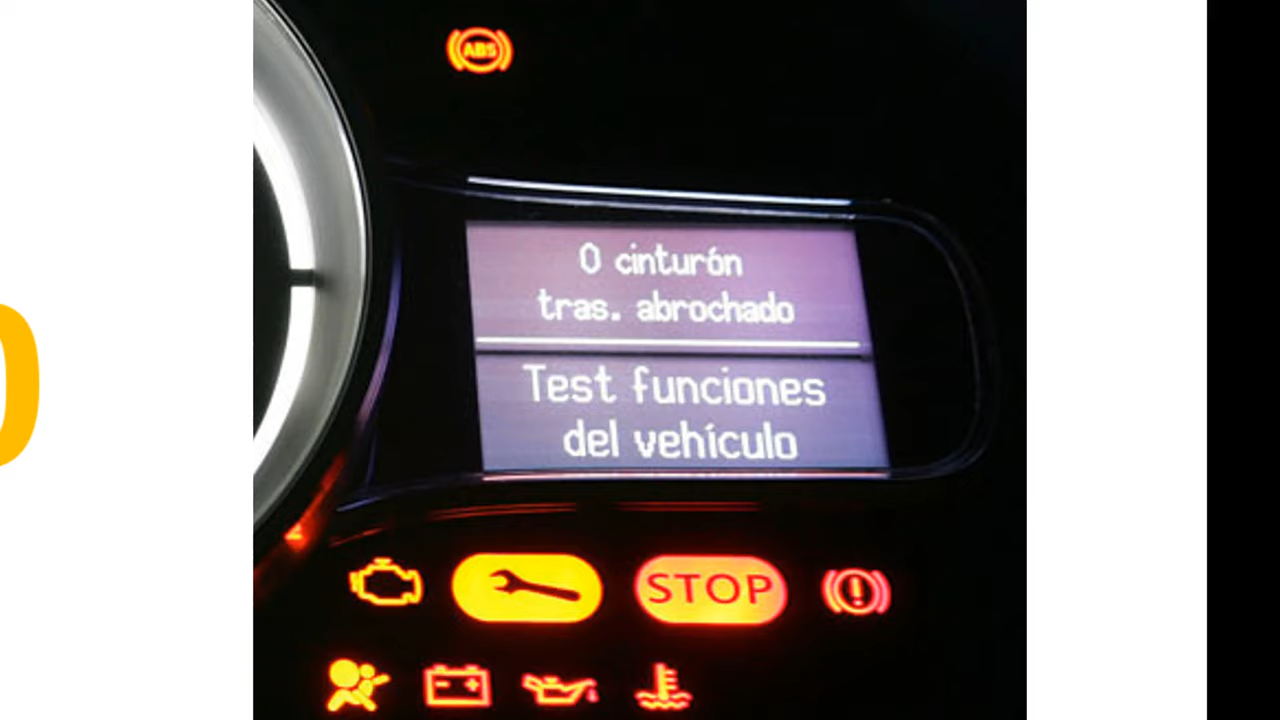 ABS
0 cinturón
tras. abrochado
Test funciones
del vehículo
STOP